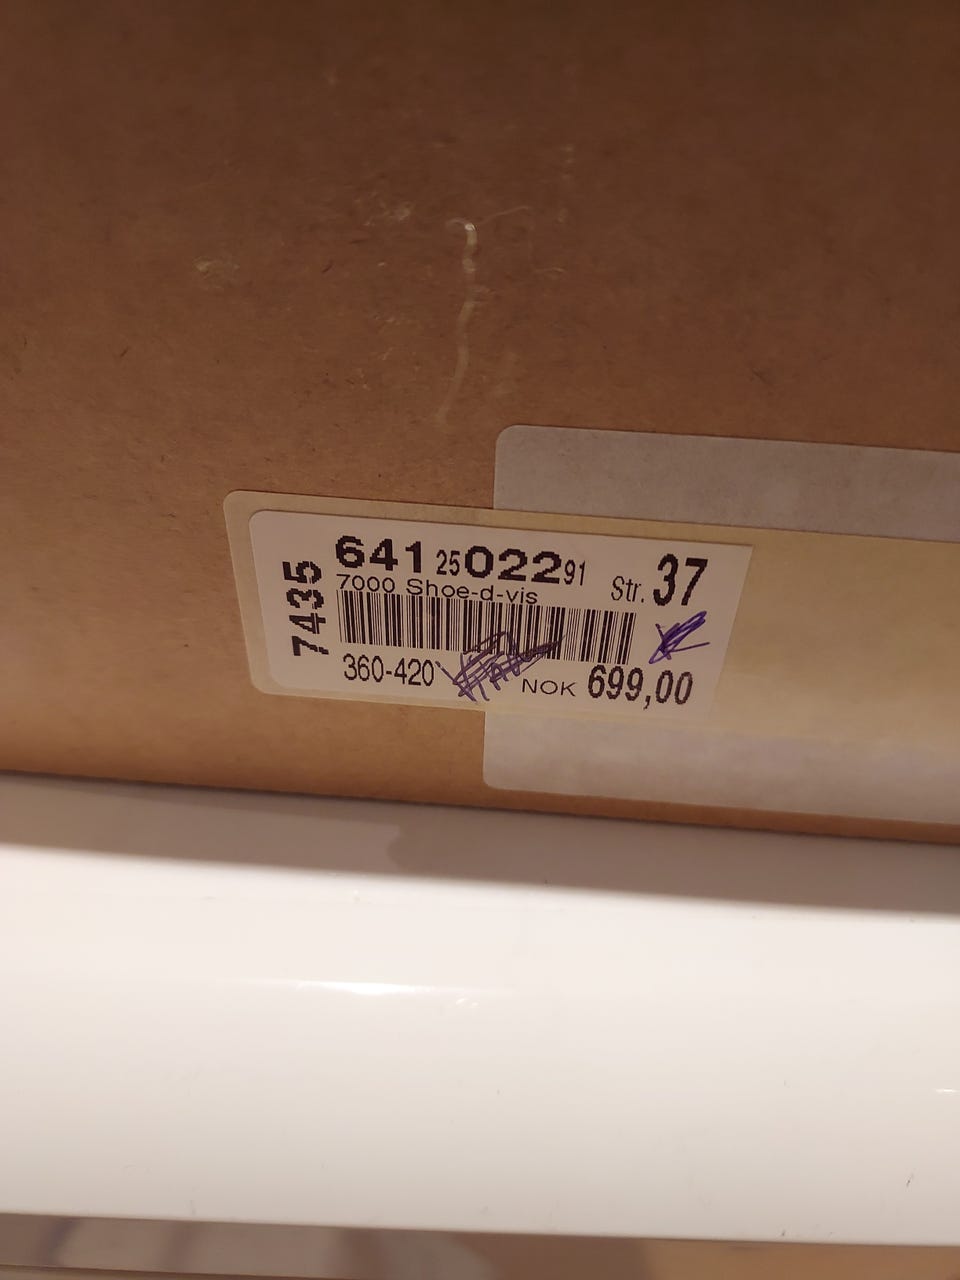 641 25 022 91 Str. 37
7000 Shoe-d-vis
7435
360-420
NOK 699,00